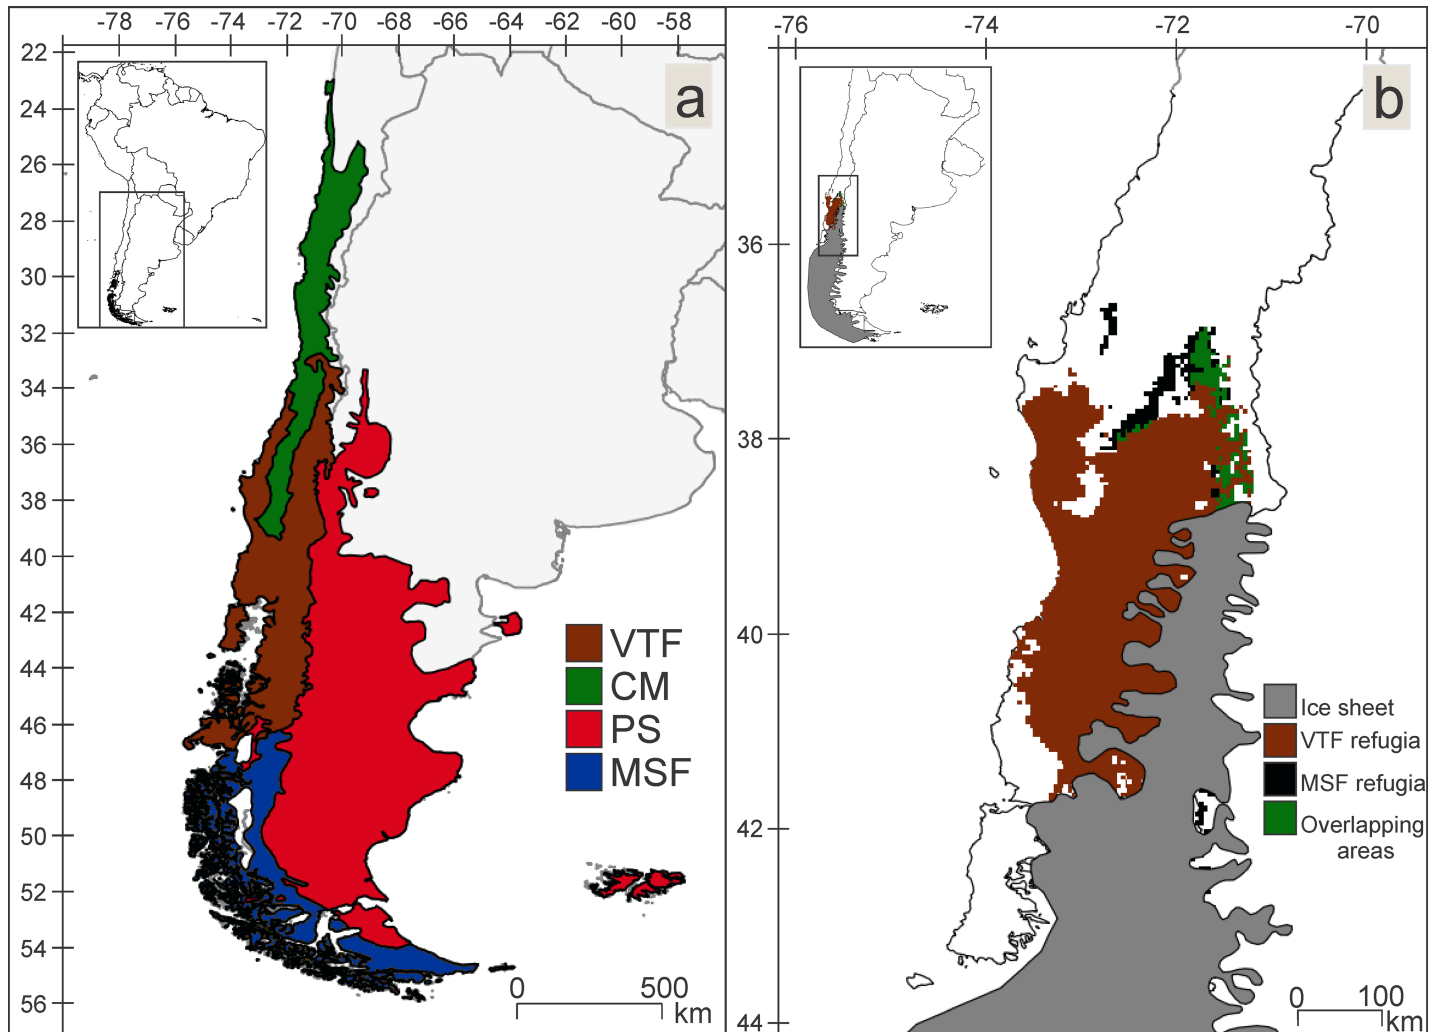 -78 -76 -74 -72 -70 -68 -66 -64 -62 -60 -58
22
24
26
28
30
32
34
36
38
40
42
44
46
48
50
52
54
56
a
VTF
CM
PS
MSF
0 500
km
-76 -74 -72 -70
36
38
40
42
44
b
Ice sheet
VTF refugia
MSF refugia
Overlapping
areas
0 100
km